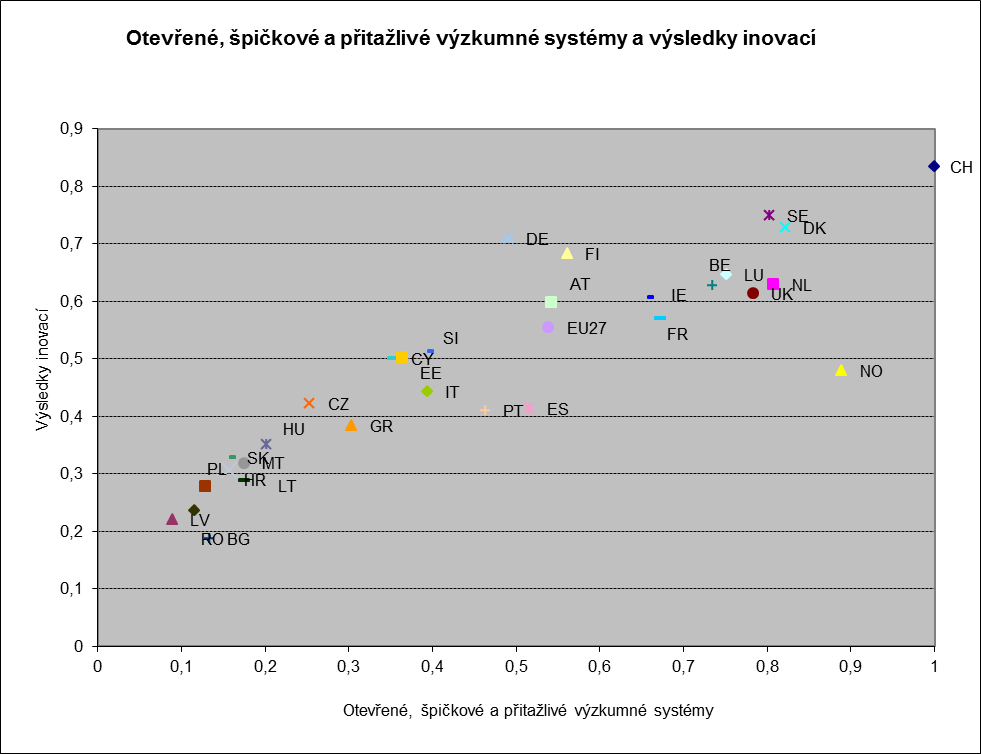 Otevřené, špičkové a přitažlivé výzkumné systémy a výsledky inovací
0,9
0,8
0,7
0,6
0,5
0,4
0,3
0,2
0,1
0
Výsledky inovací
CH
SE
DK
DE
FI
BE
LU
AT
NL
IE
UK
EU27
FR
SI
CY
EE
NO
IT
CZ
PT
ES
GR
HU
SK
MT
PL
HR
LT
LV
RO
BG
0
0,1
0,2
0,3
0,4
0,5
0,6
0,7
0,8
0,9
1
Otevřené, špičkové a přitažlivé výzkumné systémy